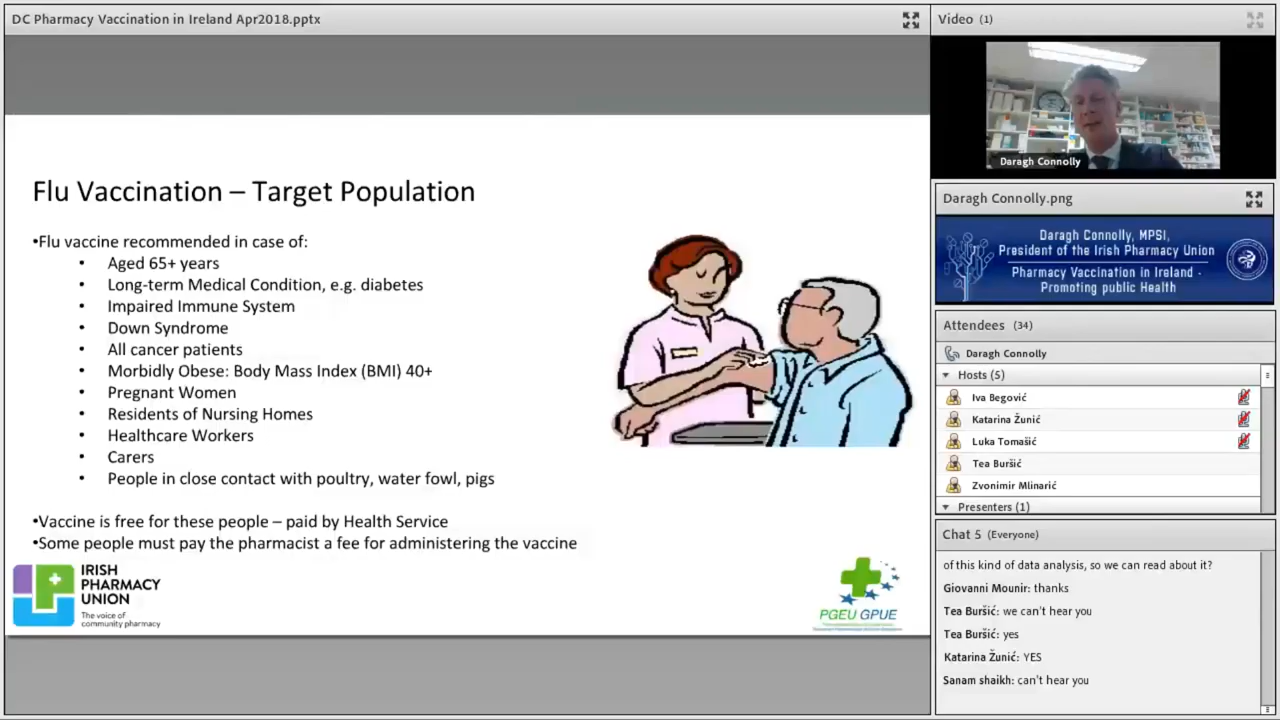 DC Pharmacy Vaccination in Ireland Apr2018.pptx
Flu Vaccination – Target Population
•Flu vaccine recommended in case of:
• Aged 65+ years
• Long-term Medical Condition, e.g. diabetes
• Impaired Immune System
• Down Syndrome
• All cancer patients
• Morbidly Obese: Body Mass Index (BMI) 40+
• Pregnant Women
• Residents of Nursing Homes
• Healthcare Workers
• Carers
• People in close contact with poultry, water fowl, pigs
•Vaccine is free for these people – paid by Health Service
•Some people must pay the pharmacist a fee for administering the vaccine
IRISH
PHARMACY
UNION
The voice of
community pharmacy
PGEU GPUE
Video (1)
Daragh Connolly
Daragh Connolly.png
Daragh Connolly, MPSI,
President of the Irish Pharmacy Union
Pharmacy Vaccination in Ireland -
Promoting public Health
Attendees (34)
Daragh Connolly
Hosts (5)
Iva Begović
Katarina Žunić
Luka Tomašić
Tea Buršić
Zvonimir Mlinarić
Presenters (1)
Chat 5 (Everyone)
of this kind of data analysis, so we can read about it?
Giovanni Mounir: thanks
Tea Buršić: we can't hear you
Tea Buršić: yes
Katarina Žunić: YES
Sanam shaikh: can't hear you